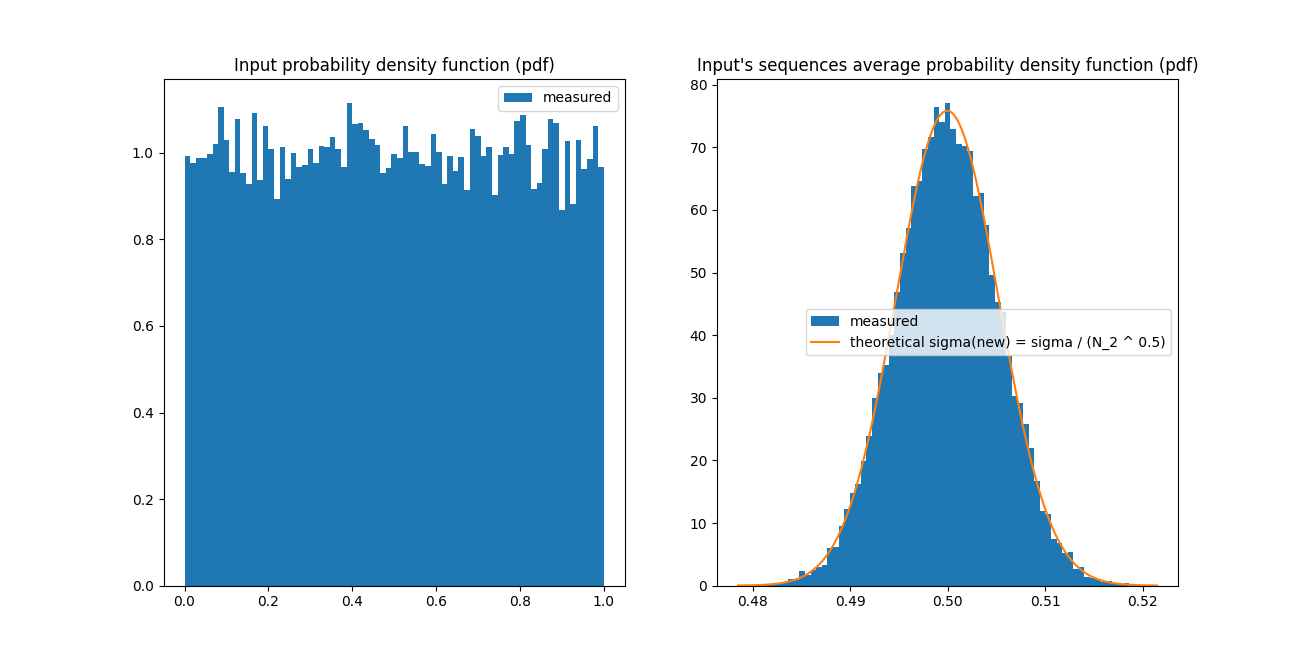 Input probability density function (pdf)
measured
1.0
0.8
0.6
0.4
0.2
0.0
0.0 0.2 0.4 0.6 0.8 1.0
Input's sequences average probability density function (pdf)
80
70
60
50
40
30
20
10
0
measured
theoretical sigma(new) = sigma / (N_2 ^ 0.5)
0.48 0.49 0.50 0.51 0.52